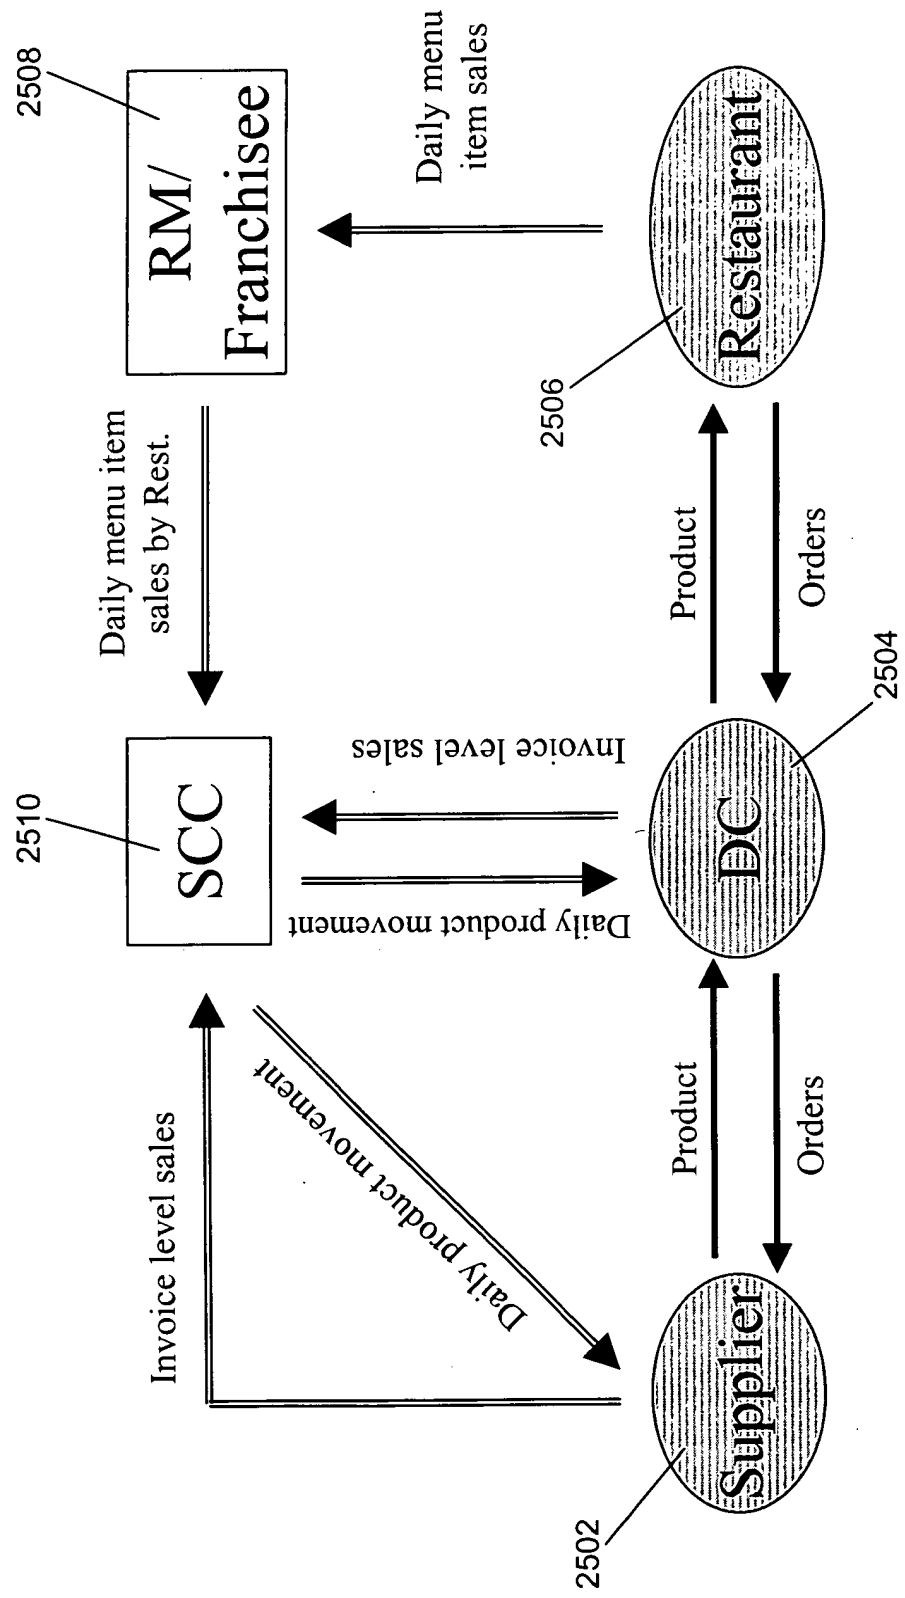 2510
2508
SCC
RM/
Franchisee
Invoice level sales
Daily menu item
sales by Rest.
Daily product movement
Daily product movement
Invoice level sales
Daily menu
item sales
2502
2506
Supplier
Product
Orders
DC
Product
Orders
Restaurant
2504